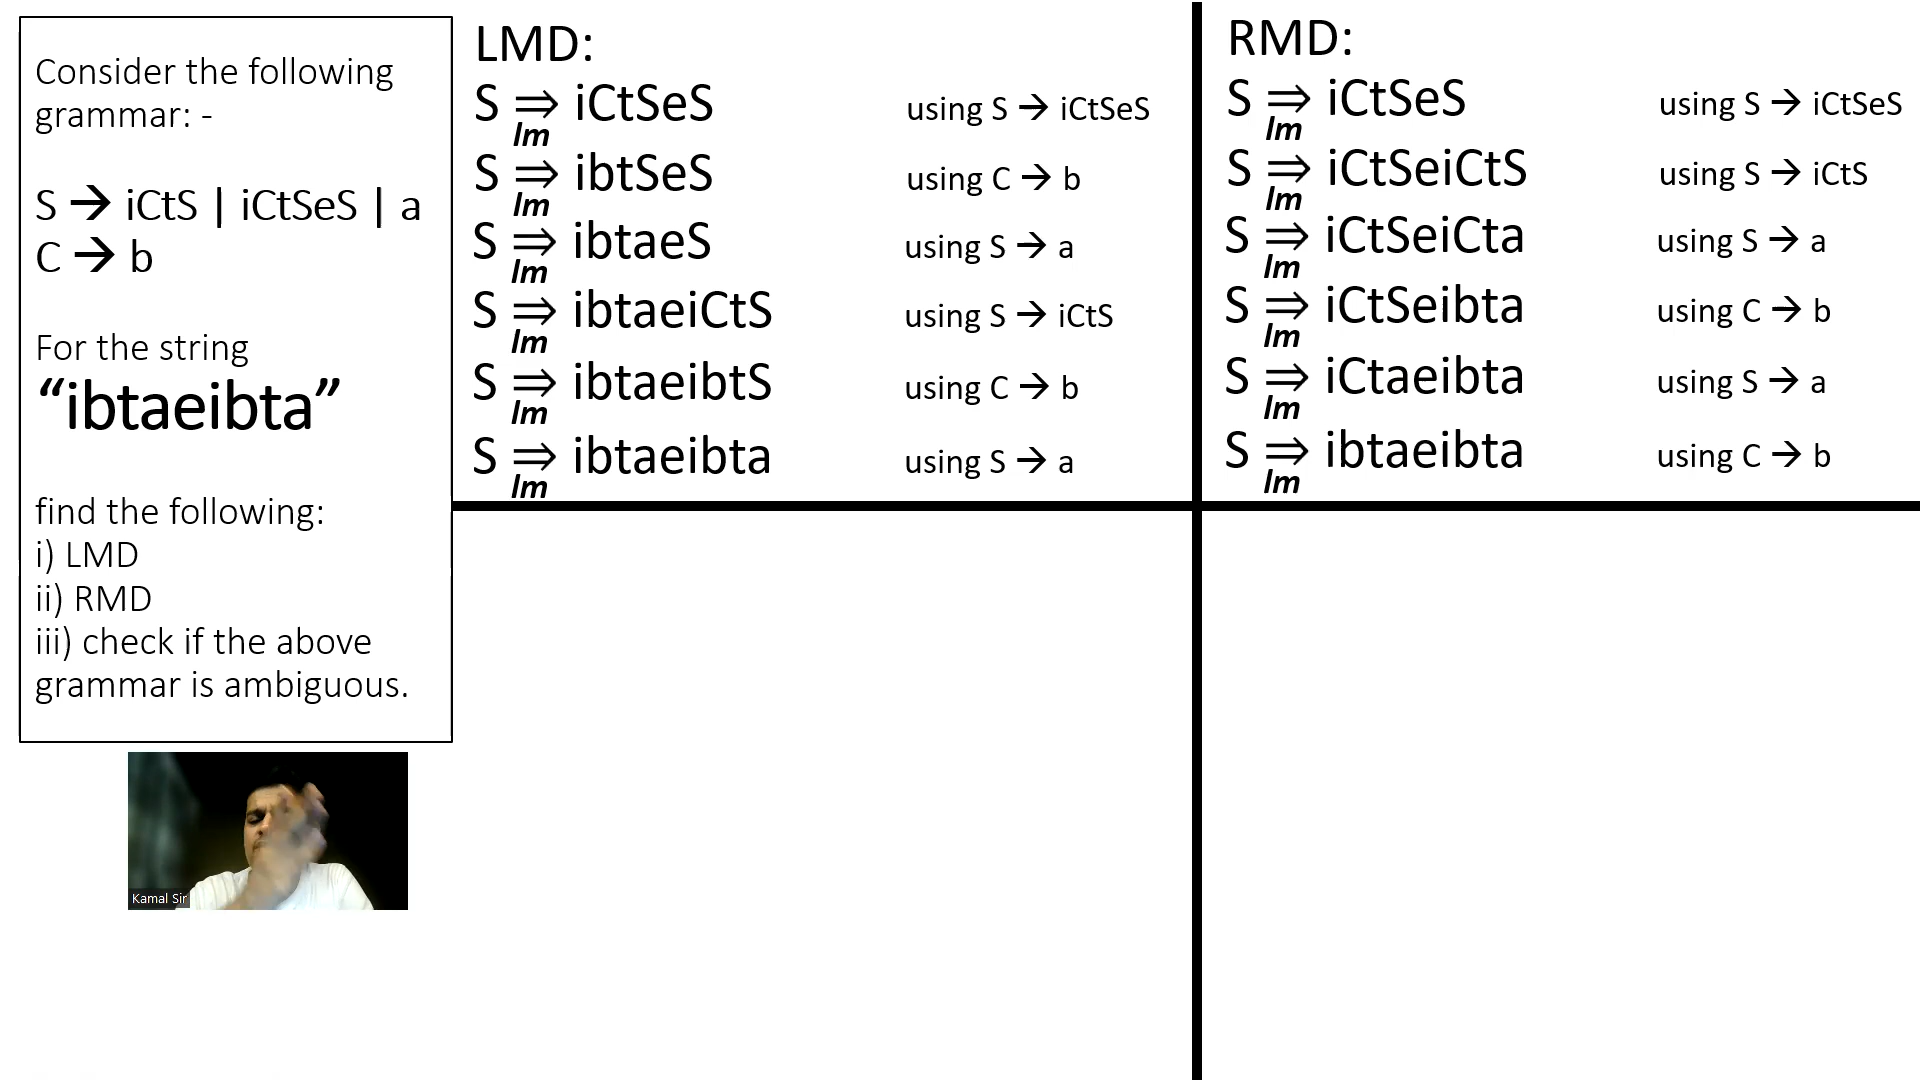 Consider the following
grammar: -
S → iCtS | iCtSeS | a
C → b
For the string
“ibtaeibta”
find the following:
i) LMD
ii) RMD
iii) check if the above
grammar is ambiguous.
Kamal Sir
LMD:
S ⇒ iCtSeS using S → iCtSeS
lm
S ⇒ ibtSeS using C → b
lm
S ⇒ ibtaeS using S → a
lm
S ⇒ ibtaeiCtS using S → iCtS
lm
S ⇒ ibtaeibtS using C → b
lm
S ⇒ ibtaeibta using S → a
lm
RMD:
S ⇒ iCtSeS using S → iCtSeS
lm
S ⇒ iCtSeiCtS using S → iCtS
lm
S ⇒ iCtSeiCta using S → a
lm
S ⇒ iCtSeibta using C → b
lm
S ⇒ iCtaeibta using S → a
lm
S ⇒ ibtaeibta using C → b
lm